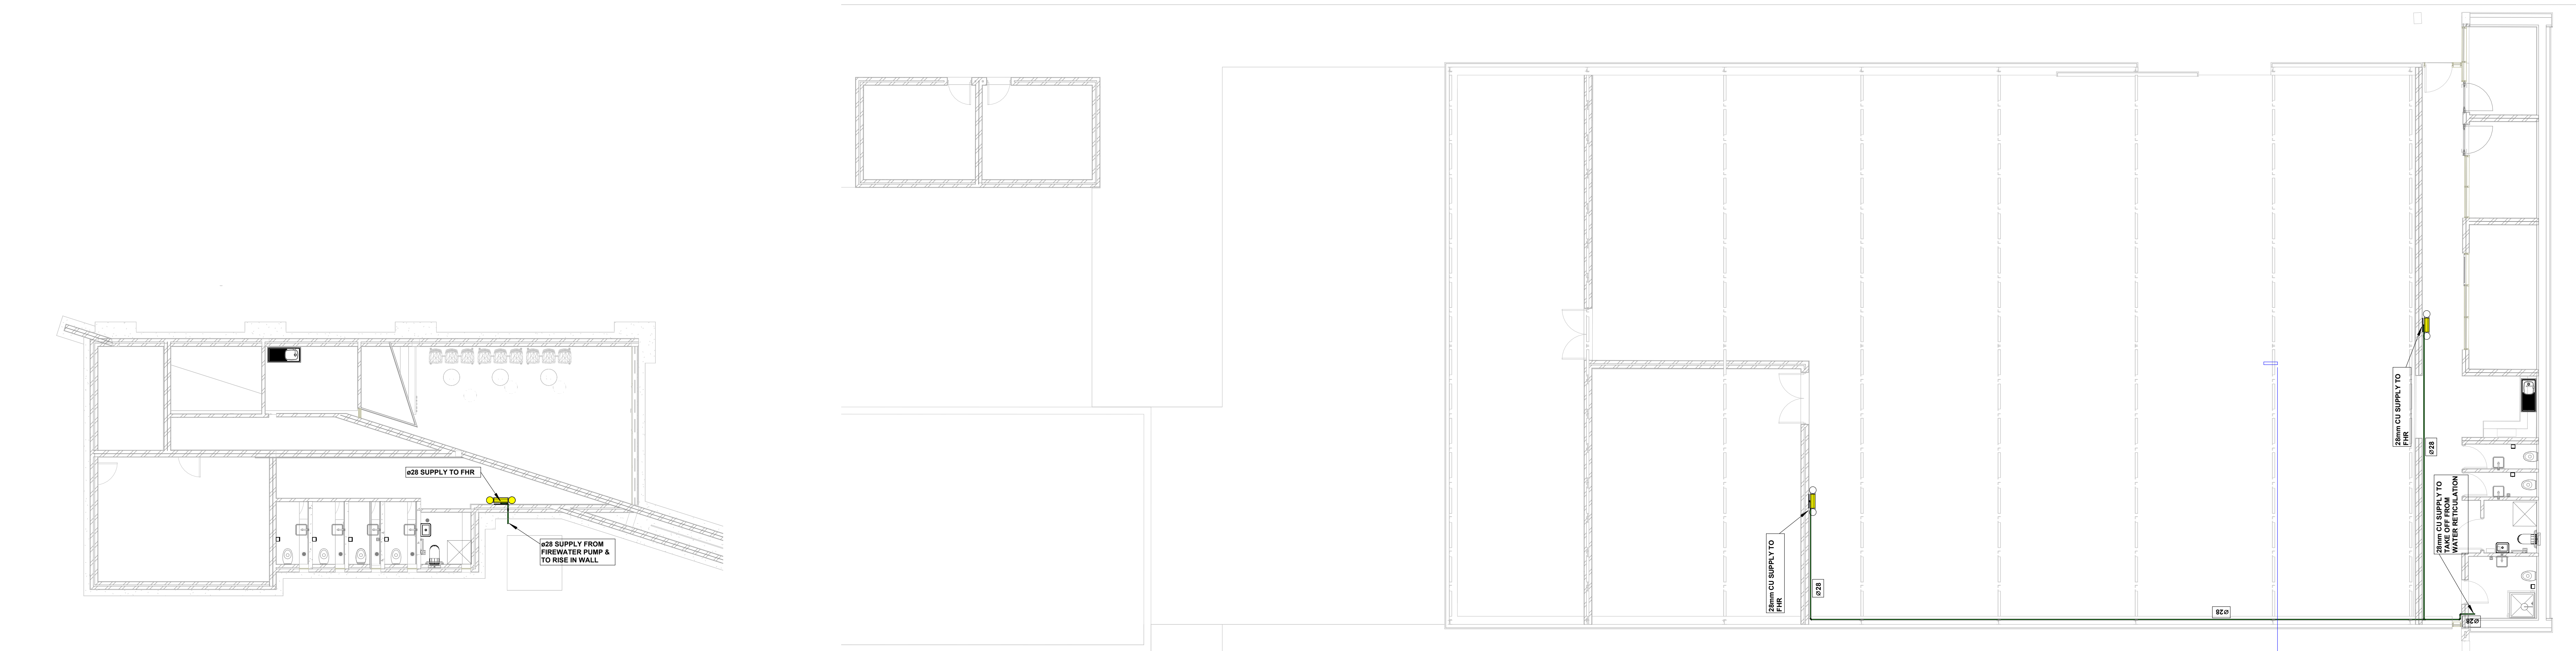 ø28 SUPPLY TO FHR
ø28 SUPPLY FROM
FIREWATER PUMP &
TO RISE IN WALL
28mm CU SUPPLY TO
FHR
Ø28
28mm CU SUPPLY TO
FHR
Ø28
28mm CU SUPPLY TO
TAKE OFF FROM
WATER RETICULATION
Ø28
Ø28